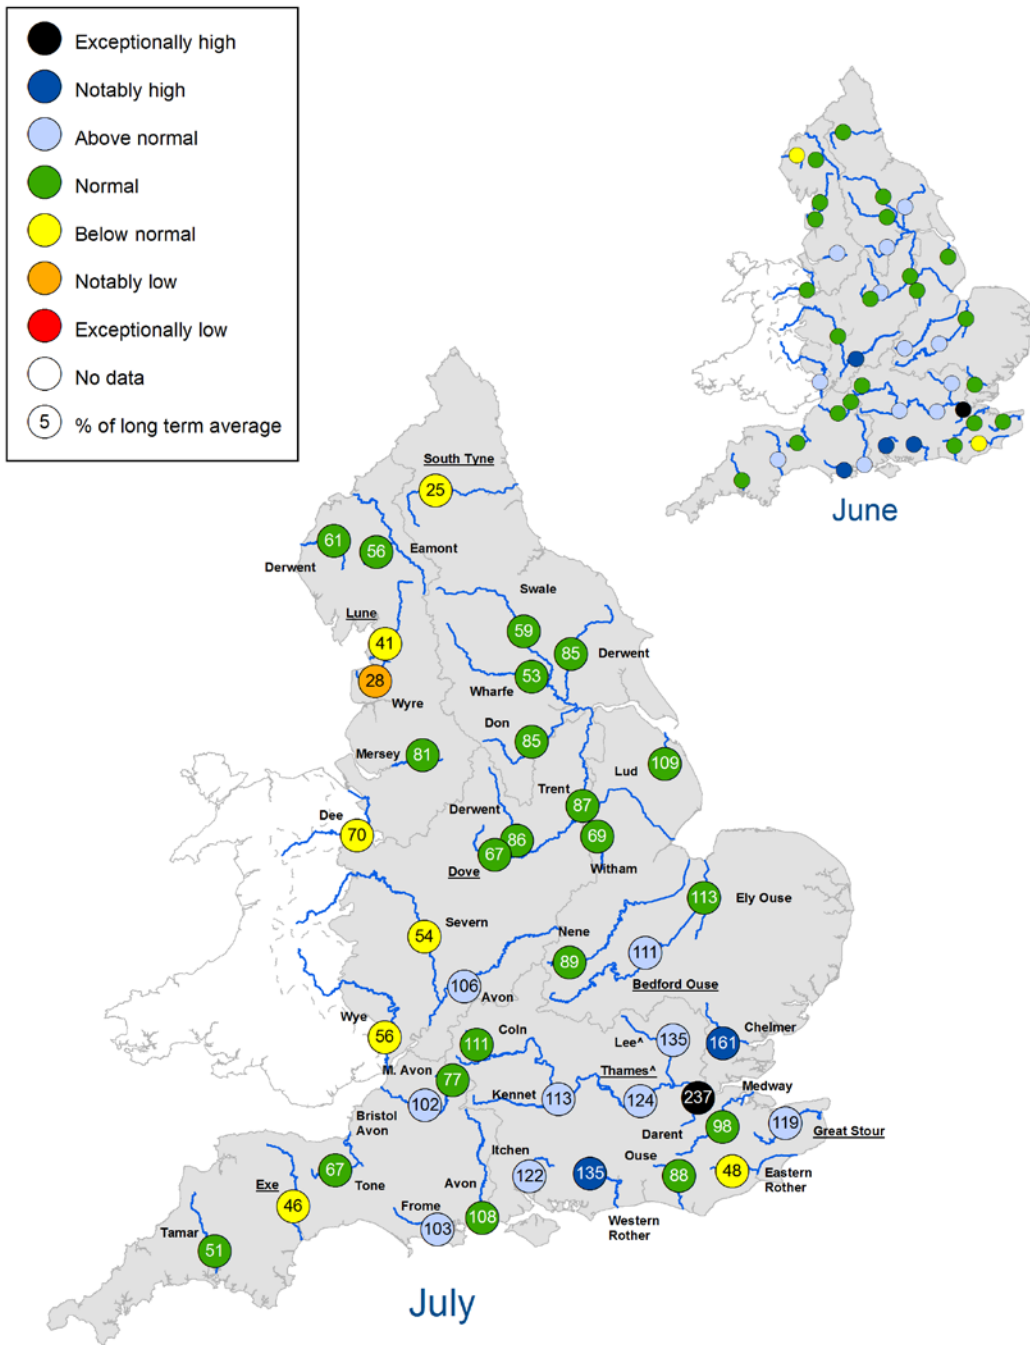 Exceptionally high
Notably high
Above normal
Normal
Below normal
Notably low
Exceptionally low
No data
5 % of long term average
June
South Tyne
25
61
56
Eamont
Derwent
Swale
Lune
59
41
85
Derwent
28
53
Wharfe
Wyre
Don
85
Mersey
81
109
Lud
Trent
Dee
87
Derwent
70
86
69
67
Dove
Witham
113
Ely Ouse
Severn
54
Nene
111
89
106
Bedford Ouse
Avon
Wye
Coln
Chelmer
56
111
Lee^
135
161
M. Avon
Thames^
77
Medway
Kennet
113
124
237
102
Bristol
Avon
Darent
98
119
Great Stour
Itchen
Ouse
67
Tone
122
135
88
48
Eastern
Rother
Exe
Avon
46
Frome
108
103
Western
Rother
Tamar
51
July